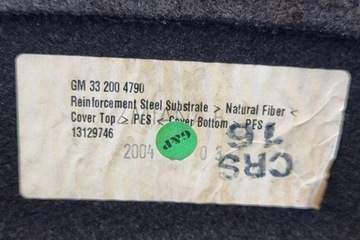 GM 33 200 4790
Reinforcement Steel Substrate > Natural Fiber <
Cover Top > PES < Cover Bottom > PES
13129746
2004 0
G&P
CRS
16